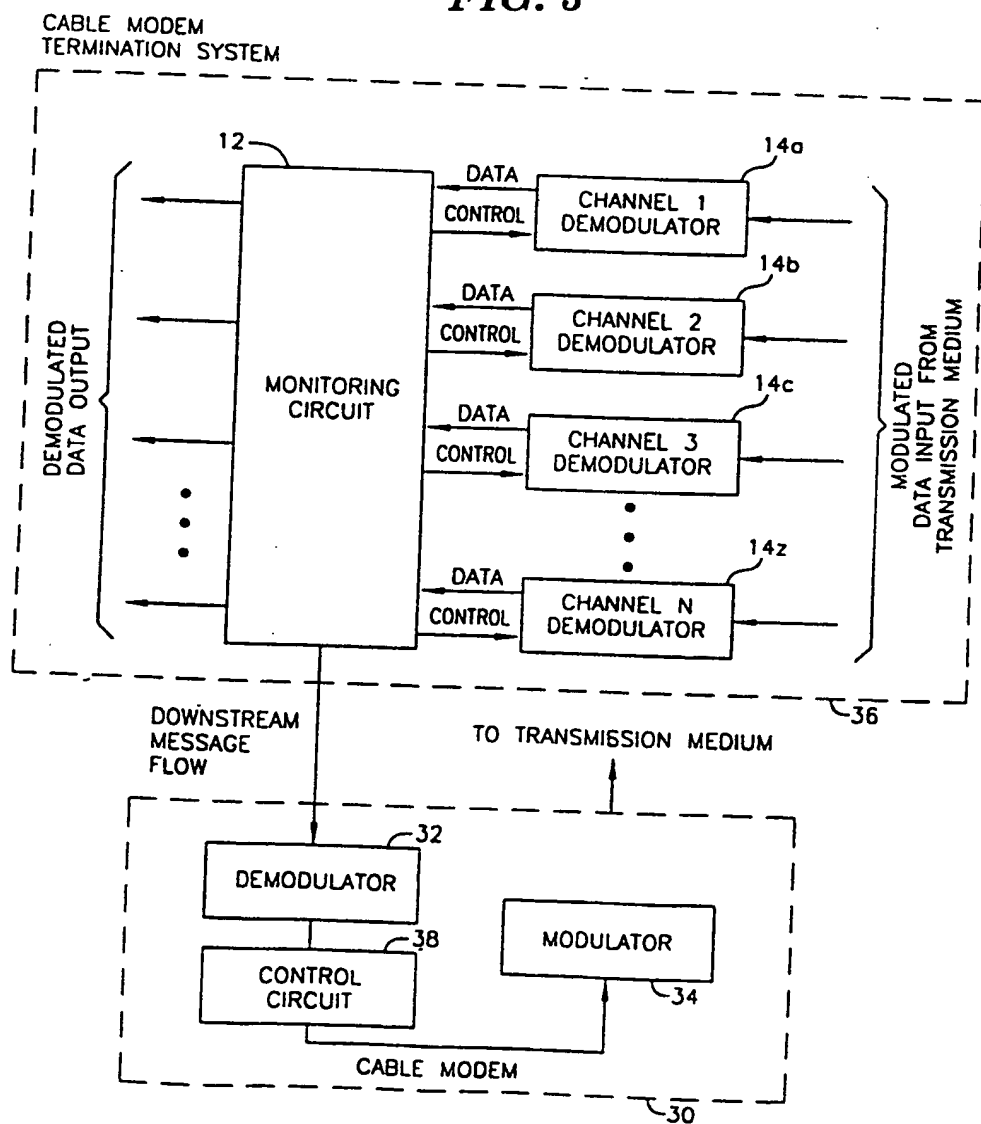 FIG. 3
CABLE MODEM
TERMINATION SYSTEM
12
14a
DATA
CONTROL
CHANNEL 1
DEMODULATOR
14b
DATA
CONTROL
CHANNEL 2
DEMODULATOR
MONITORING
CIRCUIT
14c
DATA
CONTROL
CHANNEL 3
DEMODULATOR
14z
DATA
CONTROL
CHANNEL N
DEMODULATOR
DEMODULATED
DATA OUTPUT
MODULATED
DATA INPUT FROM
TRANSMISSION MEDIUM
36
DOWNSTREAM
MESSAGE
FLOW
TO TRANSMISSION MEDIUM
32
DEMODULATOR
38
CONTROL
CIRCUIT
MODULATOR
34
CABLE MODEM
30